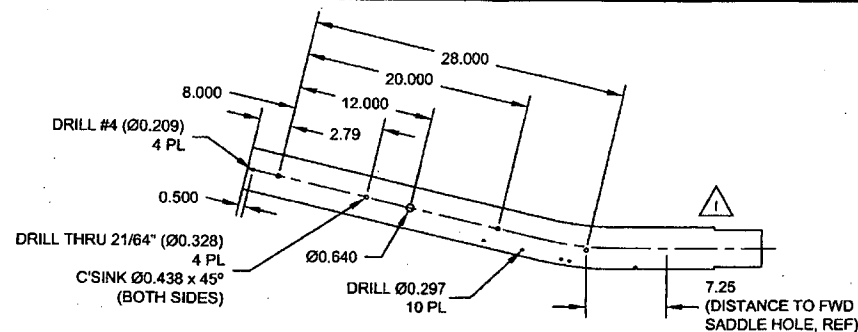 28.000
20.000
8.000
12.000
2.79
DRILL #4 (Ø0.209)
4 PL
0.500
DRILL THRU 21/64" (Ø0.328)
4 PL
C'SINK Ø0.438 x 45º
(BOTH SIDES)
Ø0.640
DRILL Ø0.297
10 PL
1
7.25
(DISTANCE TO FWD
SADDLE HOLE, REF)